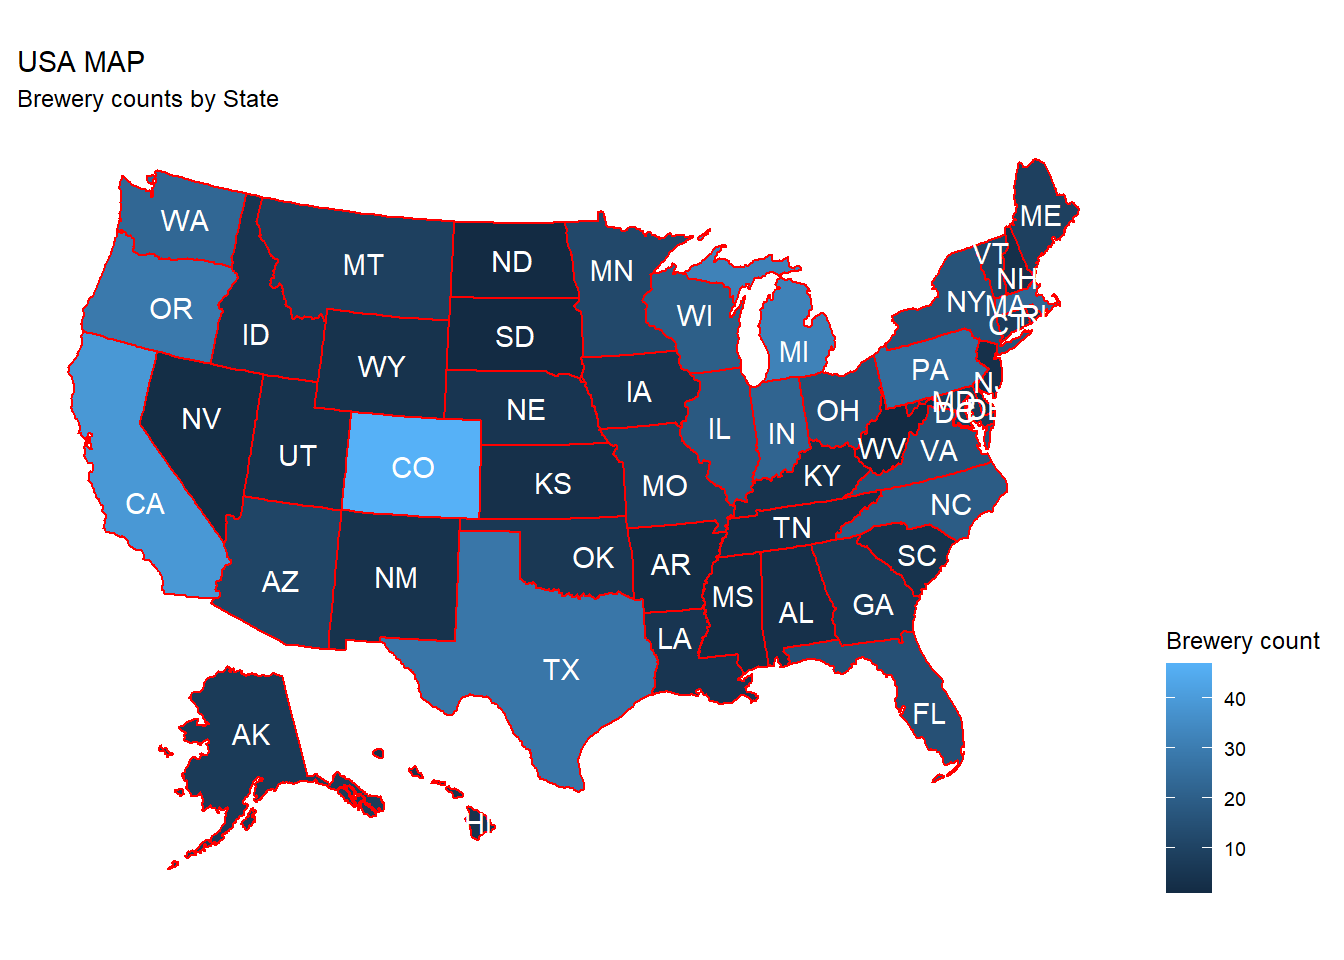 USA MAP
Brewery counts by State
ME
WA
VT
MT
ND
MN
NH
OR
NY
MA
RI
WI
CT
ID
SD
MI
WY
PA
NJ
IA
MD
NE
OH
DC
DE
NV
IL
IN
UT
WV
VA
CO
KY
KS
MO
CA
NC
TN
SC
OK
AR
AZ
NM
MS
GA
AL
LA
Brewery count
TX
40
FL
AK
30
20
HI
10